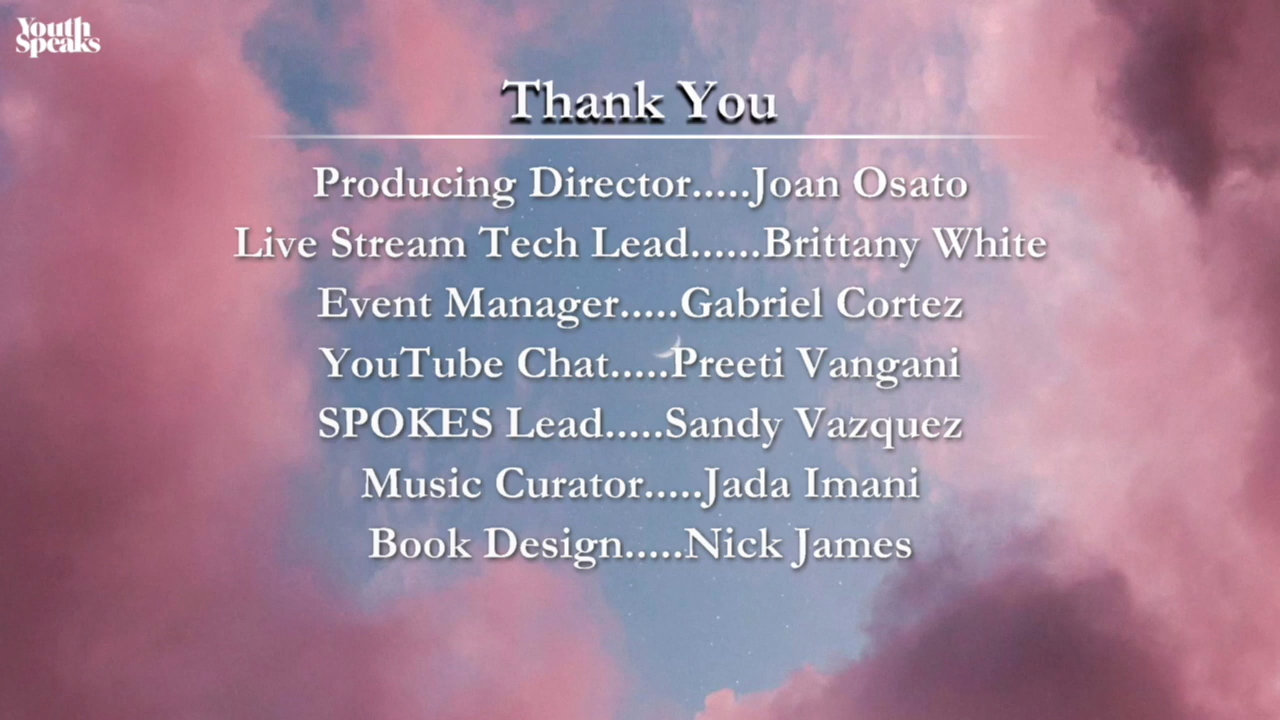 Youth
Speaks
Thank You
Producing Director.....Joan Osato
Live Stream Tech Lead......Brittany White
Event Manager.....Gabriel Cortez
YouTube Chat.....Preeti Vangani
SPOKES Lead.....Sandy Vazquez
Music Curator.....Jada Imani
Book Design.....Nick James